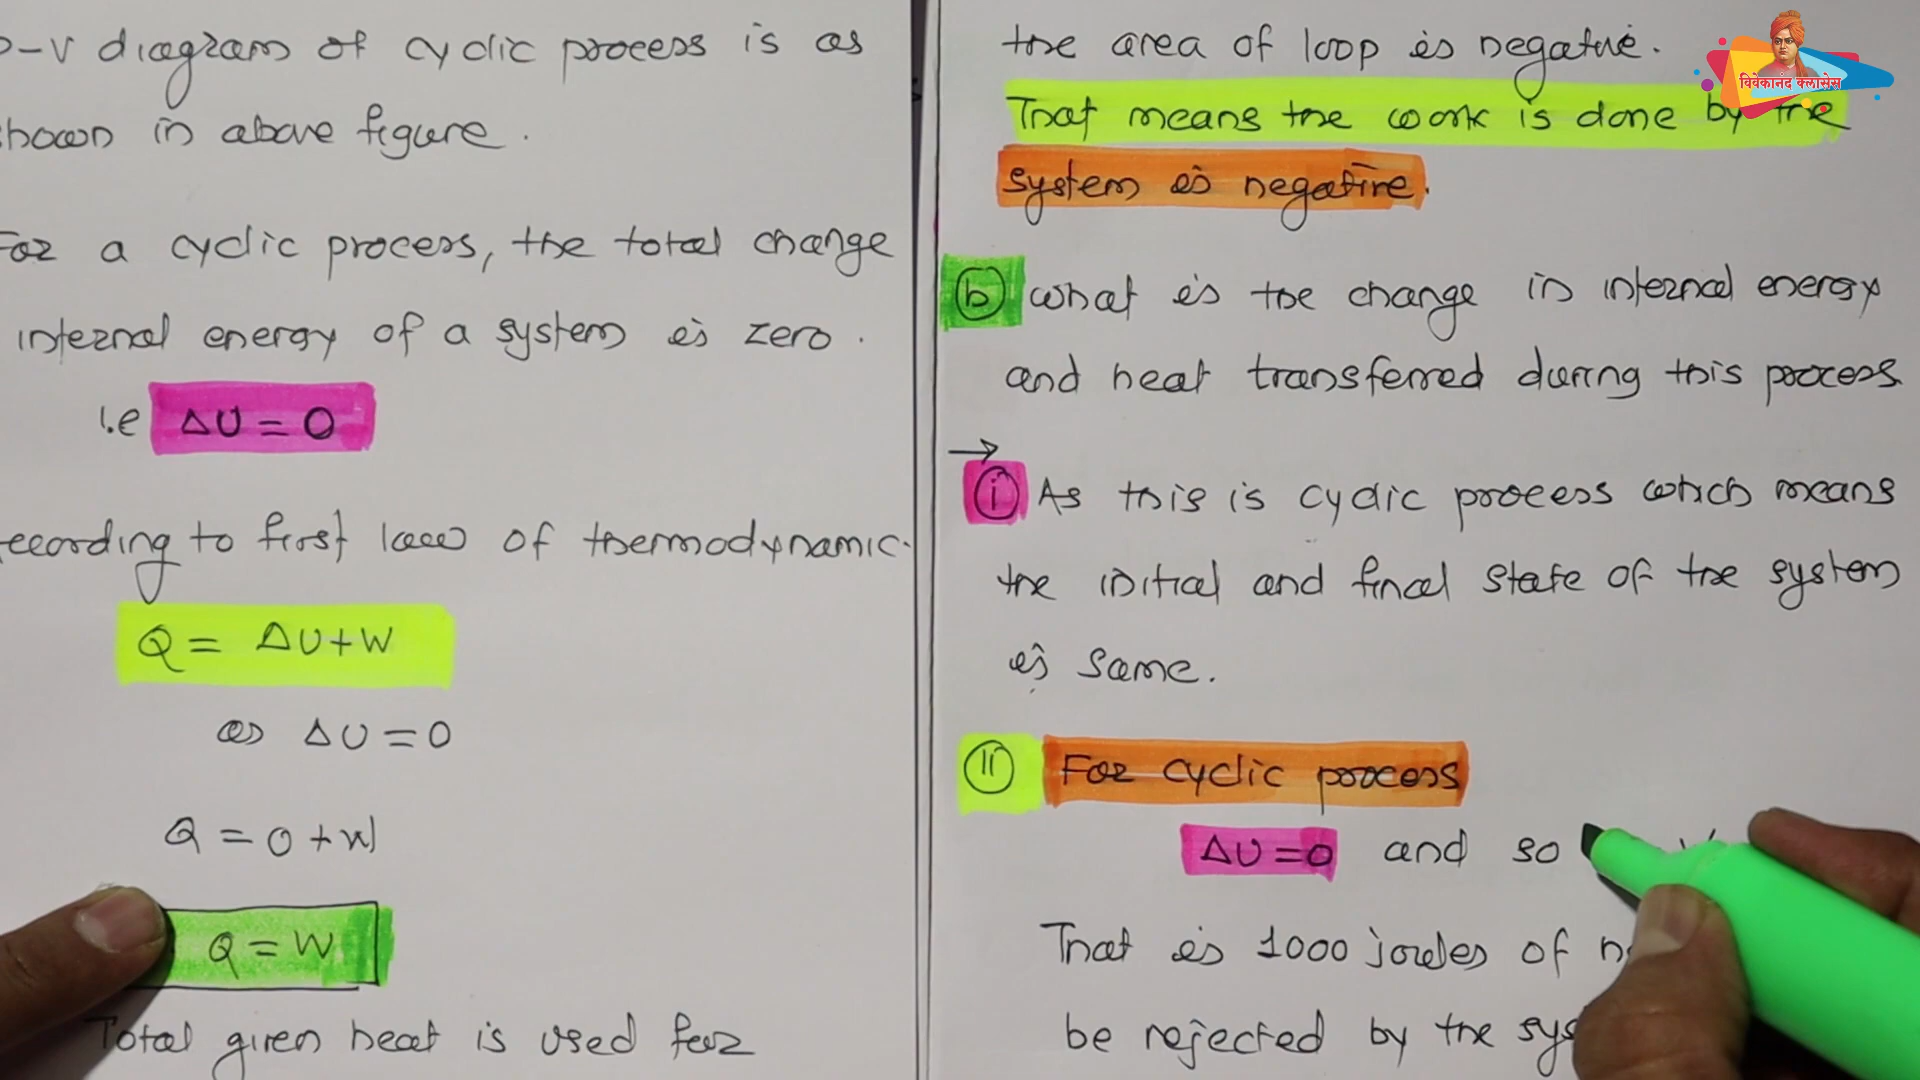 P-V diagram of cyclic process is as
shown in above figure.
For a cyclic process, the total change
internal energy of a system is zero.
i.e ΔU = 0
according to first law of thermodynamic.
Q = ΔU + W
as ΔU = 0
Q = 0 + W
Q = W
Total given heat is used for
the area of loop is negative.
That means the work is done by the
system is negative.
(b) what is the change in internal energy
and heat transferred during this process
→
(i) As this is cyclic process which means
the initial and final state of the system
is same.
(ii) For cyclic process
ΔU = 0 and so
That is 1000 joules of
be rejected by the
विवेकानंद क्लासेस